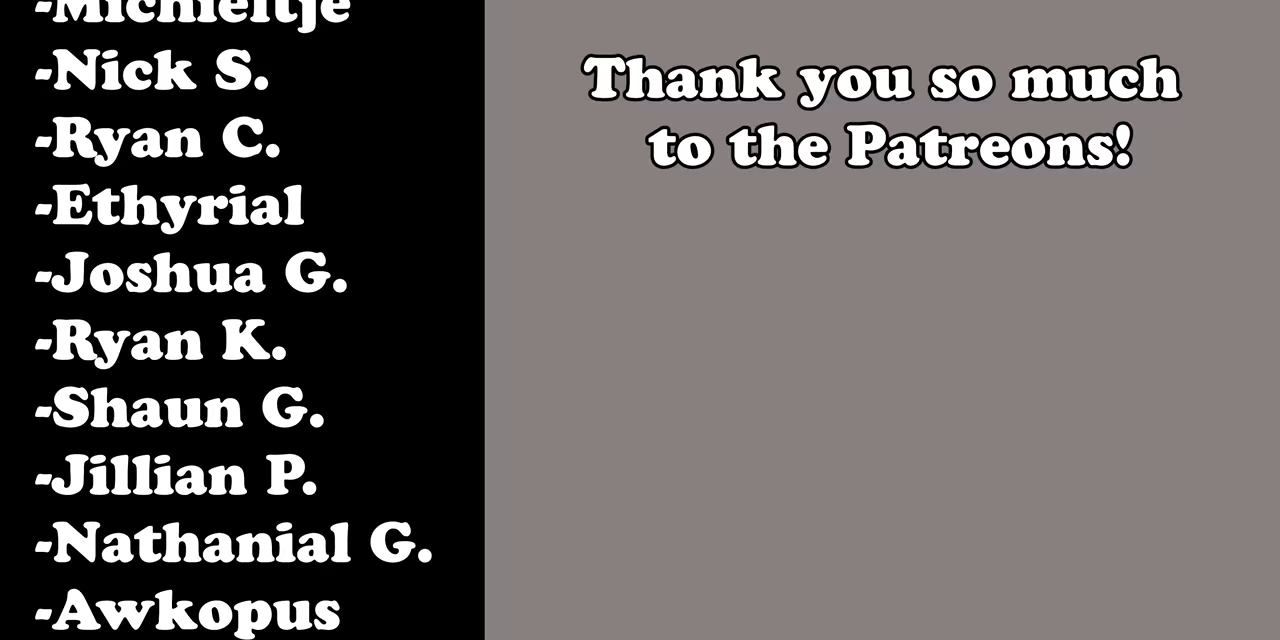 -Michieltje
-Nick S.
-Ryan C.
-Ethyrial
-Joshua G.
-Ryan K.
-Shaun G.
-Jillian P.
-Nathanial G.
-Awkopus
Thank you so much
to the Patreons!